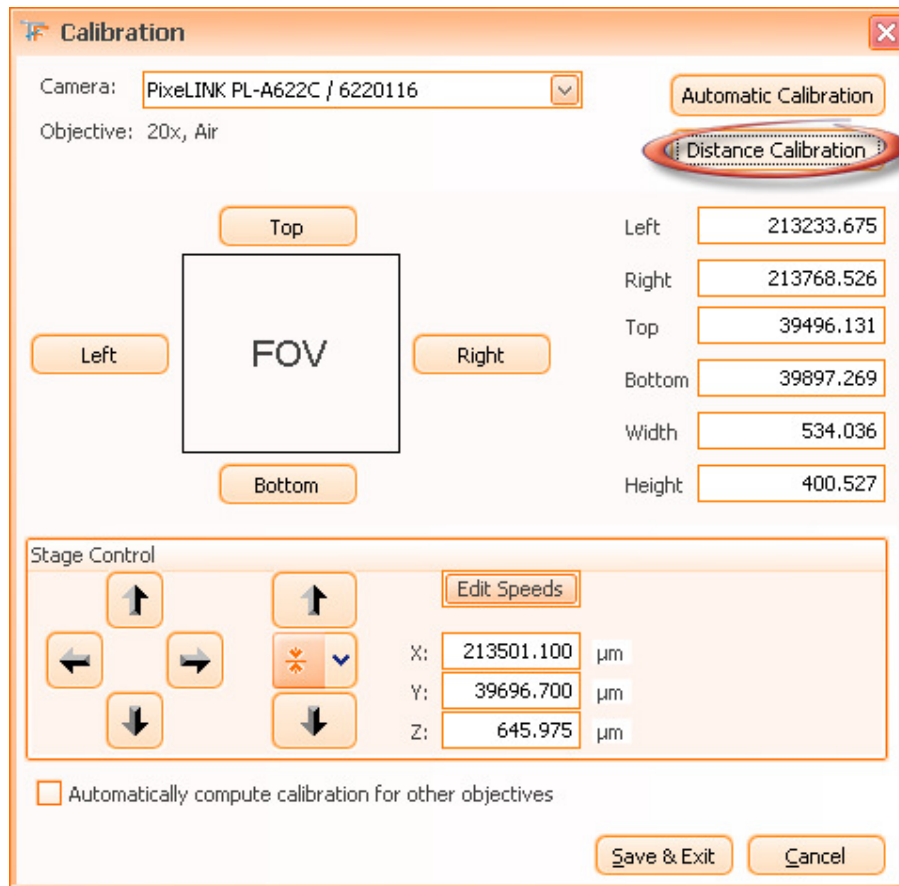 Calibration
Camera: PixeLINK PL-A622C / 6220116
Automatic Calibration
Objective: 20x, Air
Distance Calibration
Top
Left
FOV
Right
Bottom
Left 213233.675
Right 213768.526
Top 39496.131
Bottom 39897.269
Width 534.036
Height 400.527
Stage Control
Edit Speeds
X: 213501.100 µm
Y: 39696.700 µm
Z: 645.975 µm
Automatically compute calibration for other objectives
Save & Exit
Cancel